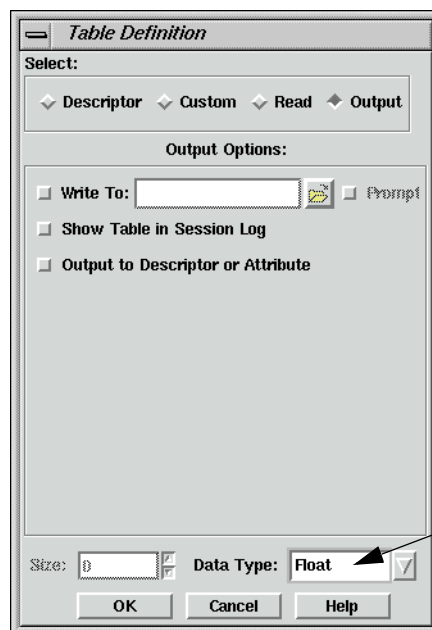 Table Definition
Select:
Descriptor Custom Read Output
Output Options:
Write To: Prompt
Show Table in Session Log
Output to Descriptor or Attribute
Size: 0 Data Type: Float
OK Cancel Help